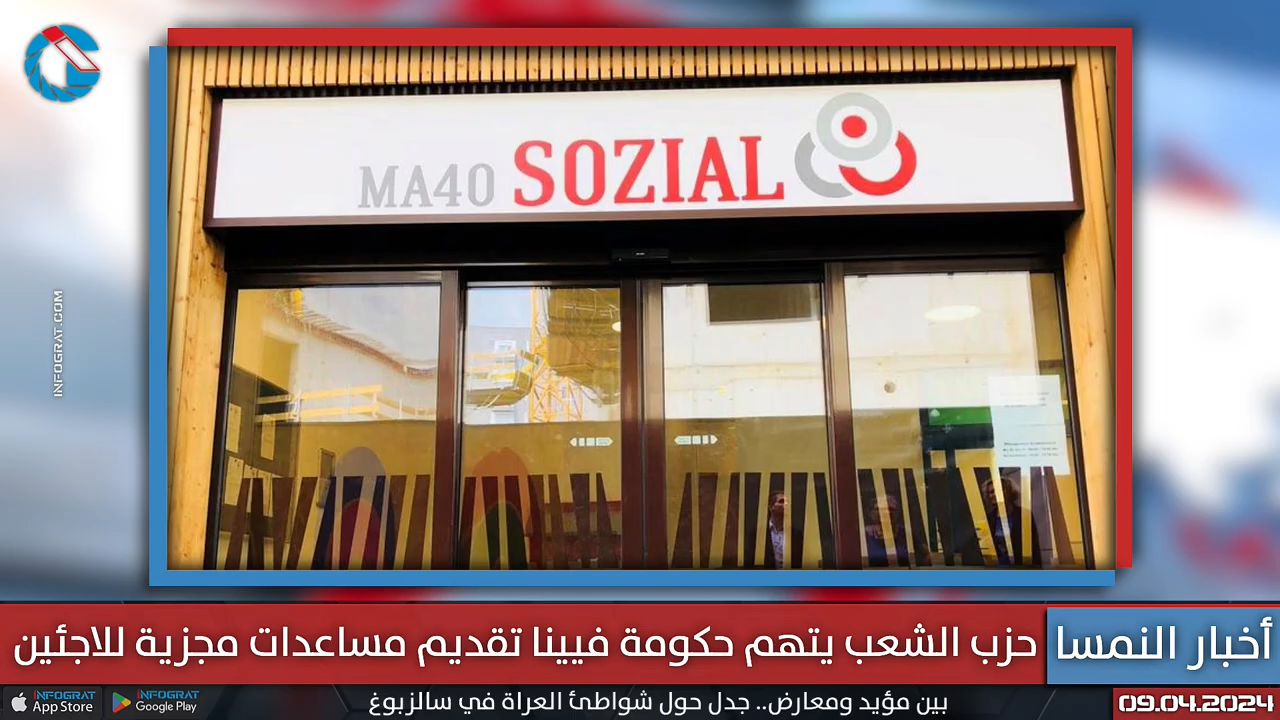 INFOGRAT.COM
MA40 SOZIAL
أخبار النمسا
حزب الشعب يتهم حكومة فيينا تقديم مساعدات مجزية للاجئين
INFOGRAT
App Store
INFOGRAT
Google Play
بين مؤيد ومعارض.. جدل حول شواطئ العراة في سالزبوغ
09.04.2024